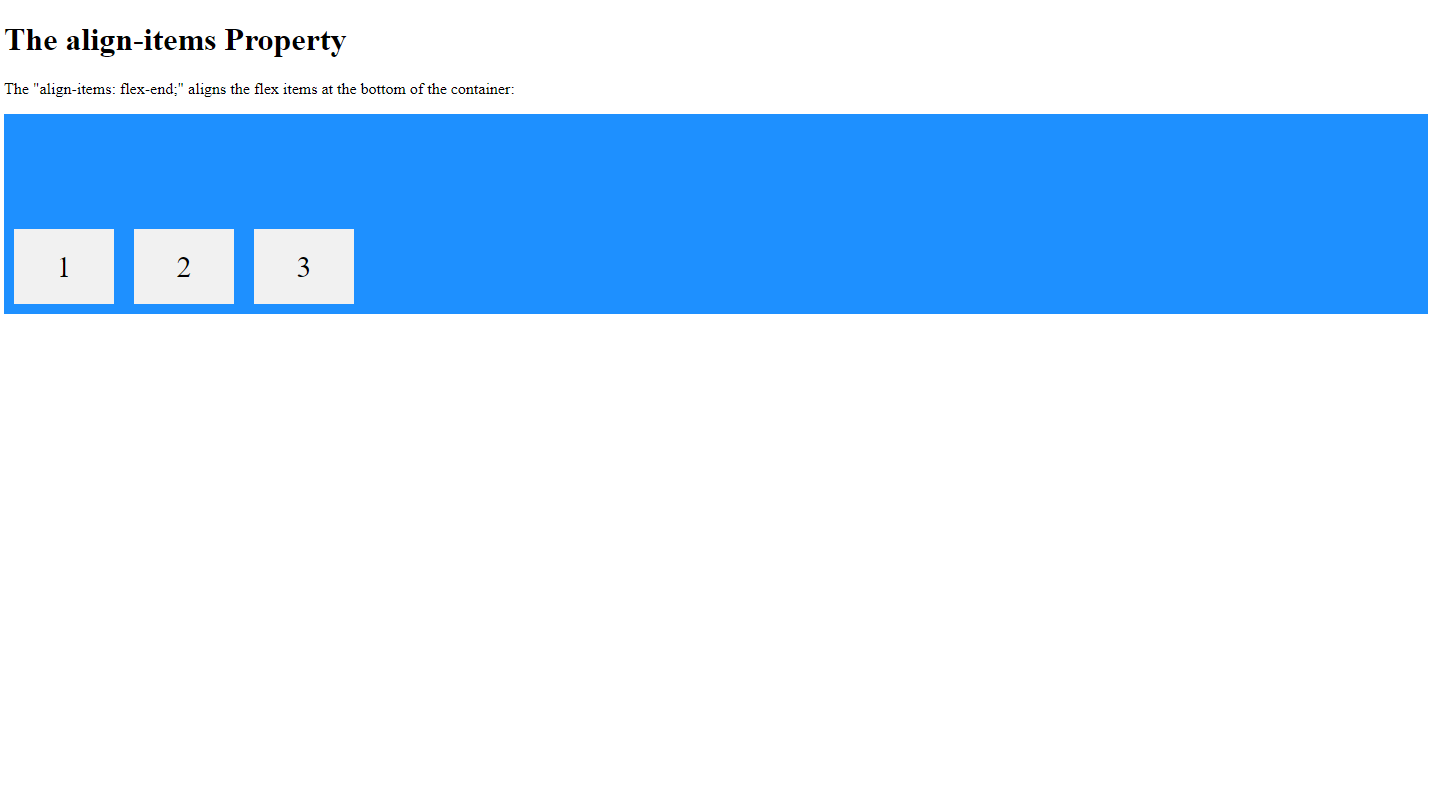 The align-items Property
The "align-items: flex-end;" aligns the flex items at the bottom of the container:
1 2 3